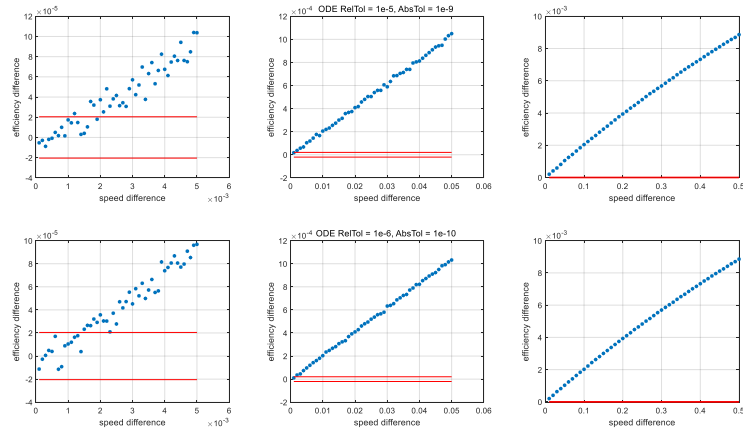 ×10⁻⁵
12
10
8
6
4
2
0
-2
-4
efficiency difference
0 1 2 3 4 5 6
speed difference
×10⁻³
ODE RelTol = 1e-5, AbsTol = 1e-9
×10⁻⁴
12
10
8
6
4
2
0
-2
efficiency difference
0 0.01 0.02 0.03 0.04 0.05 0.06
speed difference
×10⁻³
10
8
6
4
2
0
efficiency difference
0.1 0.2 0.3 0.4 0.5
speed difference
×10⁻⁵
10
8
6
4
2
0
-2
-4
efficiency difference
0 1 2 3 4 5 6
speed difference
×10⁻³
ODE RelTol = 1e-6, AbsTol = 1e-10
×10⁻⁴
12
10
8
6
4
2
0
-2
efficiency difference
0 0.01 0.02 0.03 0.04 0.05 0.06
speed difference
×10⁻³
10
8
6
4
2
0
efficiency difference
0 0.1 0.2 0.3 0.4 0.5
speed difference